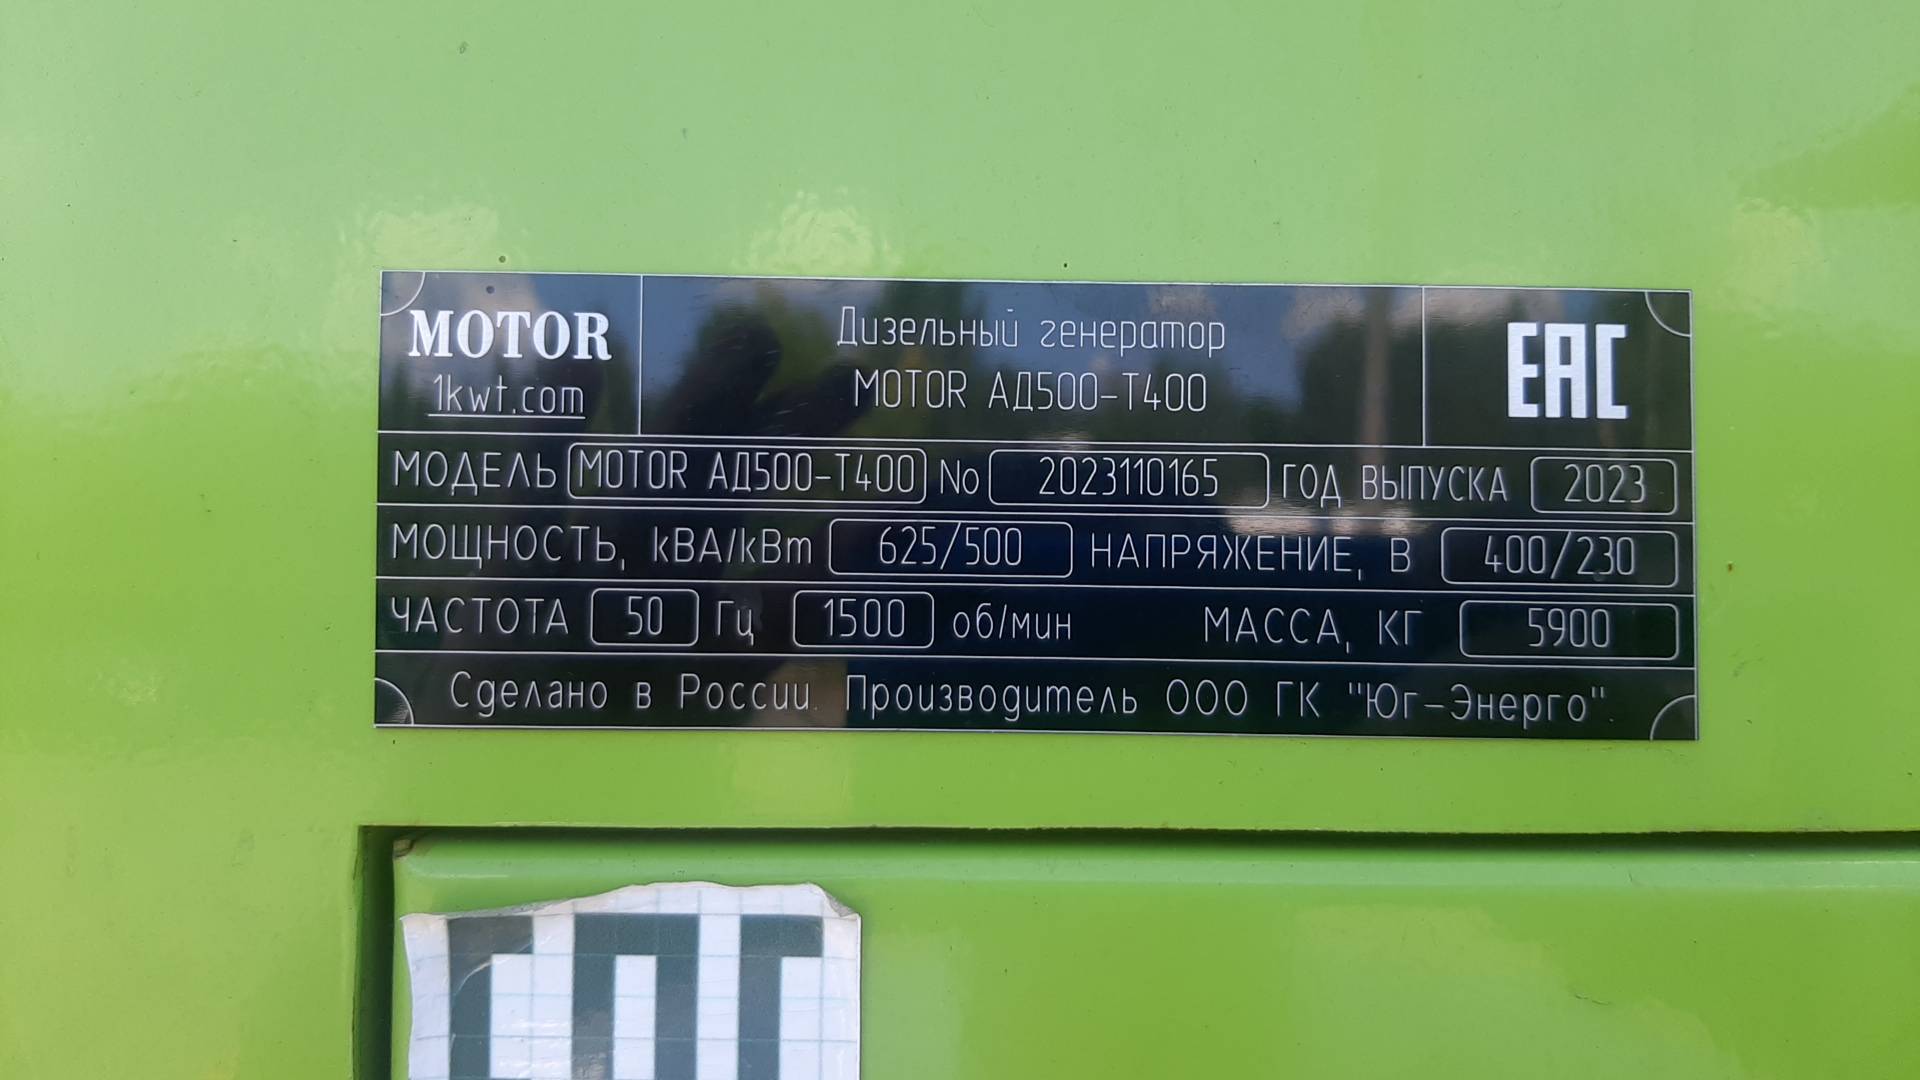 MOTOR
1kwt.com
Дизельный генератор
MOTOR АД500-Т400
EAC
МОДЕЛЬ MOTOR АД500-Т400 No 2023110165 ГОД ВЫПУСКА 2023
МОЩНОСТЬ, kВА/kВт 625/500 НАПРЯЖЕНИЕ, В 400/230
ЧАСТОТА 50 Гц 1500 об/мин МАССА, КГ 5900
Сделано в России. Производитель ООО ГК "Юг-Энерго".